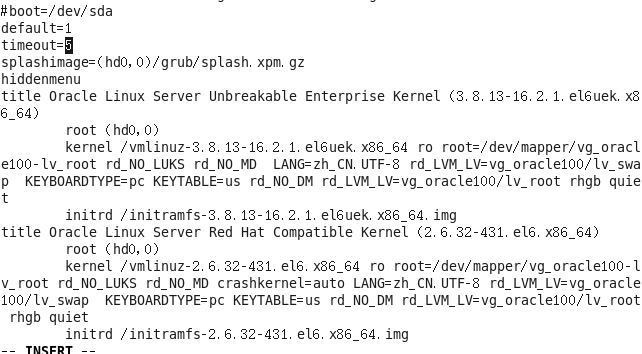 #boot=/dev/sda
default=1
timeout=5
splashimage=(hd0,0)/grub/splash.xpm.gz
hiddenmenu
title Oracle Linux Server Unbreakable Enterprise Kernel (3.8.13-16.2.1.el6uek.x8
6_64)
        root (hd0,0)
        kernel /vmlinuz-3.8.13-16.2.1.el6uek.x86_64 ro root=/dev/mapper/vg_oracl
e100-lv_root rd_NO_LUKS rd_NO_MD  LANG=zh_CN.UTF-8 rd_LVM_LV=vg_oracle100/lv_swa
p  KEYBOARDTYPE=pc KEYTABLE=us rd_NO_DM rd_LVM_LV=vg_oracle100/lv_root rhgb quie
t
        initrd /initramfs-3.8.13-16.2.1.el6uek.x86_64.img
title Oracle Linux Server Red Hat Compatible Kernel (2.6.32-431.el6.x86_64)
        root (hd0,0)
        kernel /vmlinuz-2.6.32-431.el6.x86_64 ro root=/dev/mapper/vg_oracle100-l
v_root rd_NO_LUKS rd_NO_MD crashkernel=auto LANG=zh_CN.UTF-8 rd_LVM_LV=vg_oracle
100/lv_swap  KEYBOARDTYPE=pc KEYTABLE=us rd_NO_DM rd_LVM_LV=vg_oracle100/lv_root
 rhgb quiet
        initrd /initramfs-2.6.32-431.el6.x86_64.img
-- INSERT --